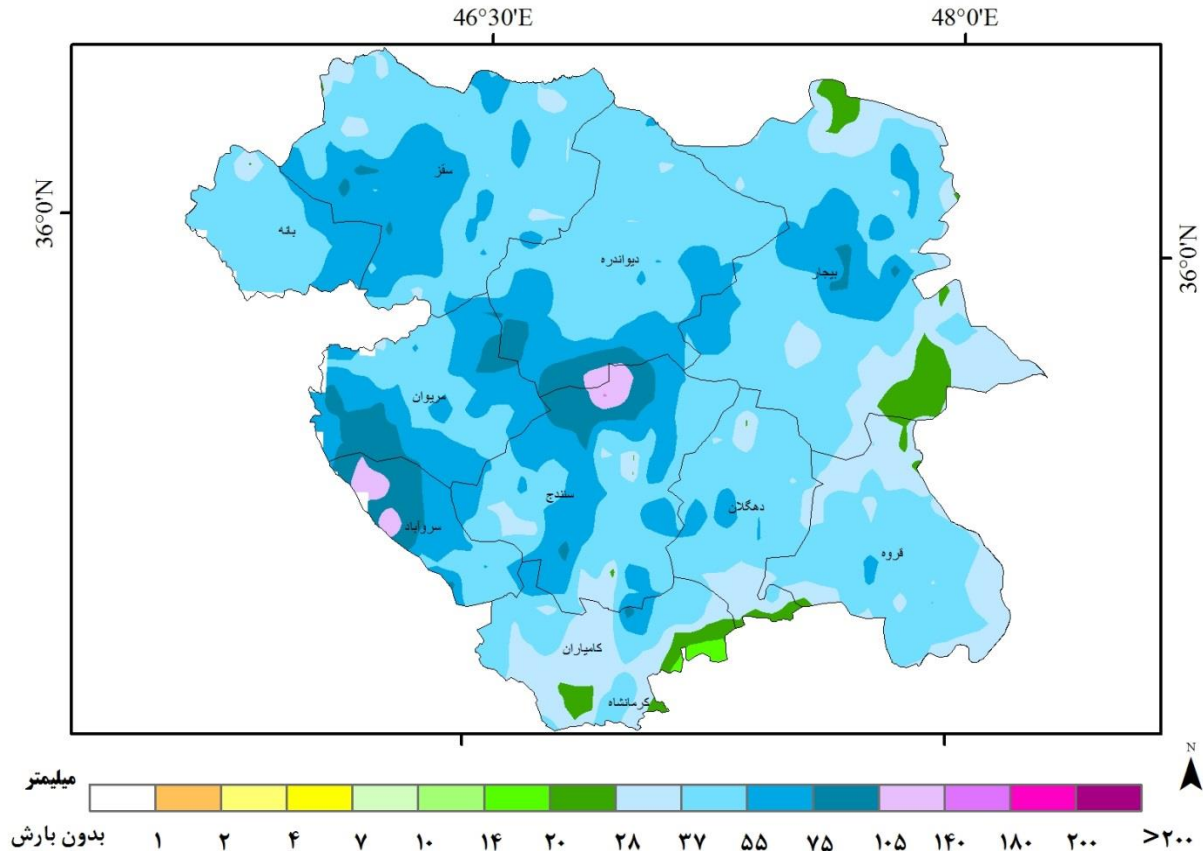 46°30'E
48°0'E
36°0'N
36°0'N
سقز
بانه
دیواندره
بیجار
مریوان
سنندج
سروآباد
دهگلان
قروه
کامیاران
کرمانشاه
N
میلیمتر
بدون بارش ۱ ۲ ۴ ۷ ۱۰ ۱۴ ۲۰ ۲۸ ۳۷ ۵۵ ۷۵ ۱۰۵ ۱۴۰ ۱۸۰ ۲۰۰ >۲۰۰